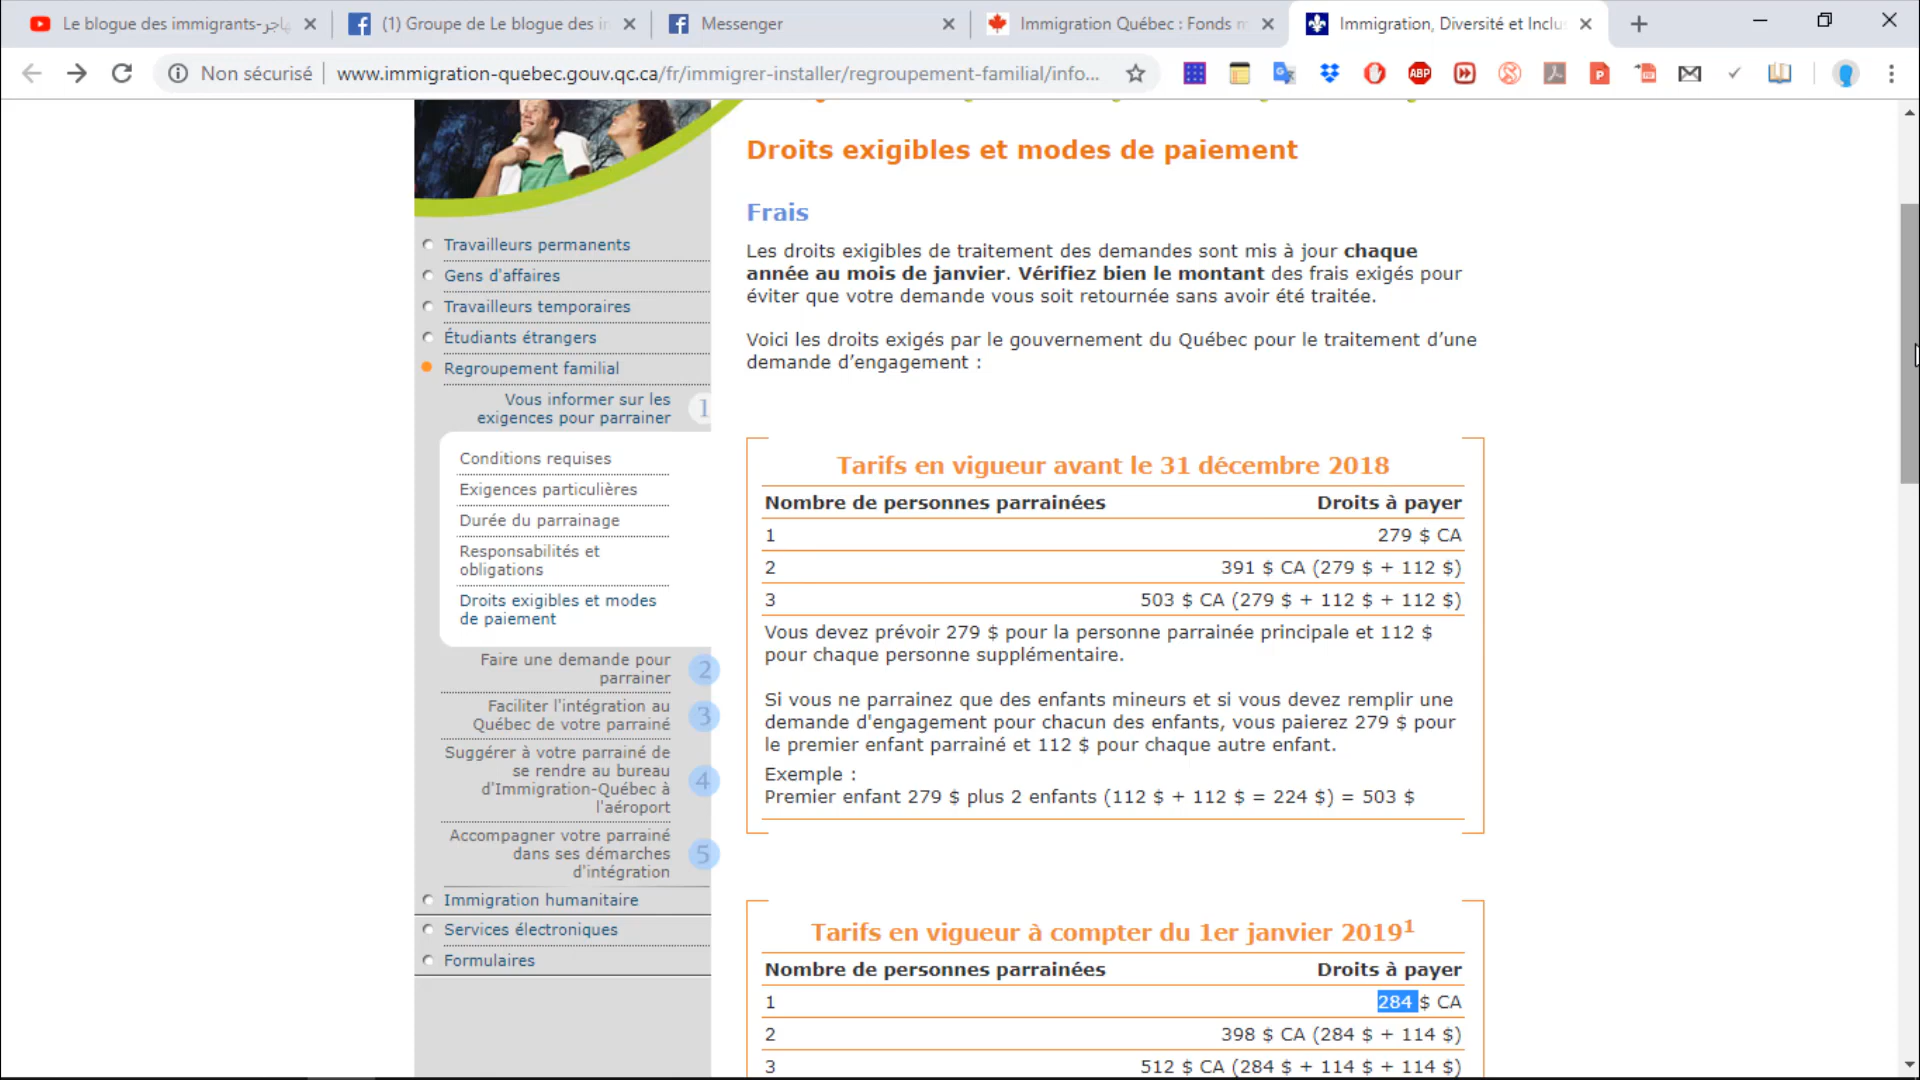 Le blogue des immigrants-
(1) Groupe de Le blogue des i
Messenger
Immigration Québec : Fonds
Immigration, Diversité et Inclu
Non sécurisé
www.immigration-quebec.gouv.qc.ca/fr/immigrer-installer/regroupement-familial/info...
ABP
Travailleurs permanents
Gens d'affaires
Travailleurs temporaires
Étudiants étrangers
Regroupement familial
Vous informer sur les
exigences pour parrainer
1
Conditions requises
Exigences particulières
Durée du parrainage
Responsabilités et
obligations
Droits exigibles et modes
de paiement
Faire une demande pour
parrainer
2
Faciliter l'intégration au
Québec de votre parrainé
3
Suggérer à votre parrainé de
se rendre au bureau
d'Immigration-Québec à
l'aéroport
4
Accompagner votre parrainé
dans ses démarches
d'intégration
5
Immigration humanitaire
Services électroniques
Formulaires
Droits exigibles et modes de paiement
Frais
Les droits exigibles de traitement des demandes sont mis à jour chaque
année au mois de janvier. Vérifiez bien le montant des frais exigés pour
éviter que votre demande vous soit retournée sans avoir été traitée.
Voici les droits exigés par le gouvernement du Québec pour le traitement d’une
demande d’engagement :
Tarifs en vigueur avant le 31 décembre 2018
Nombre de personnes parrainées Droits à payer
1 279 $ CA
2 391 $ CA (279 $ + 112 $)
3 503 $ CA (279 $ + 112 $ + 112 $)
Vous devez prévoir 279 $ pour la personne parrainée principale et 112 $
pour chaque personne supplémentaire.
Si vous ne parrainez que des enfants mineurs et si vous devez remplir une
demande d'engagement pour chacun des enfants, vous paierez 279 $ pour
le premier enfant parrainé et 112 $ pour chaque autre enfant.
Exemple :
Premier enfant 279 $ plus 2 enfants (112 $ + 112 $ = 224 $) = 503 $
Tarifs en vigueur à compter du 1er janvier 2019¹
Nombre de personnes parrainées Droits à payer
1 284 $ CA
2 398 $ CA (284 $ + 114 $)
3 512 $ CA (284 $ + 114 $ + 114 $)